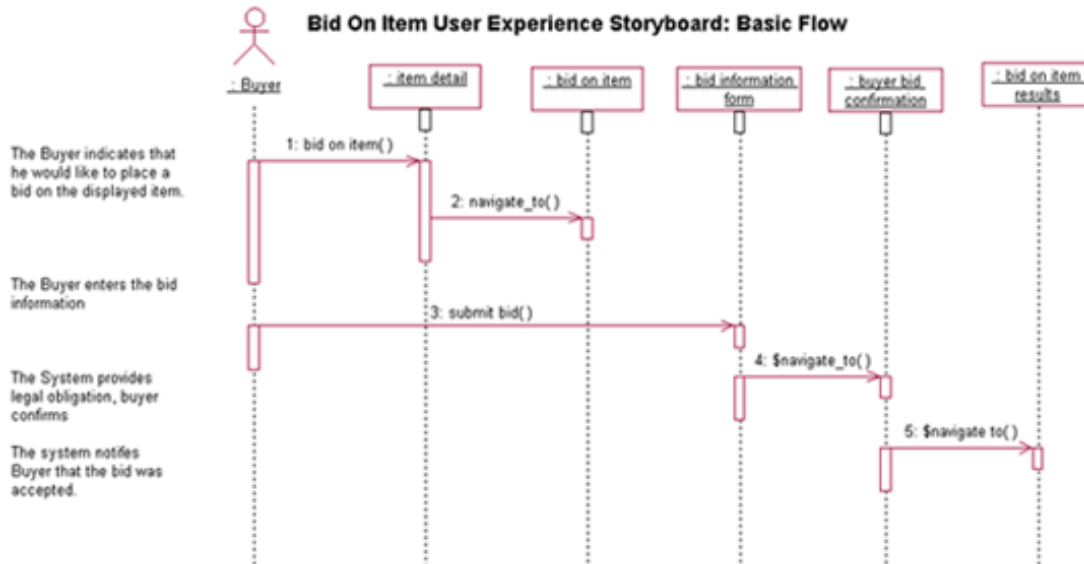 Bid On Item User Experience Storyboard: Basic Flow
: Buyer
: item detail
: bid on item
: bid information
form
: buyer bid
confirmation
: bid on item
results
The Buyer indicates that
he would like to place a
bid on the displayed item.
1: bid on item( )
2: navigate_to( )
The Buyer enters the bid
information
3: submit bid( )
The System provides
legal obligation, buyer
confirms
4: $navigate_to( )
The system notifes
Buyer that the bid was
accepted.
5: $navigate to( )